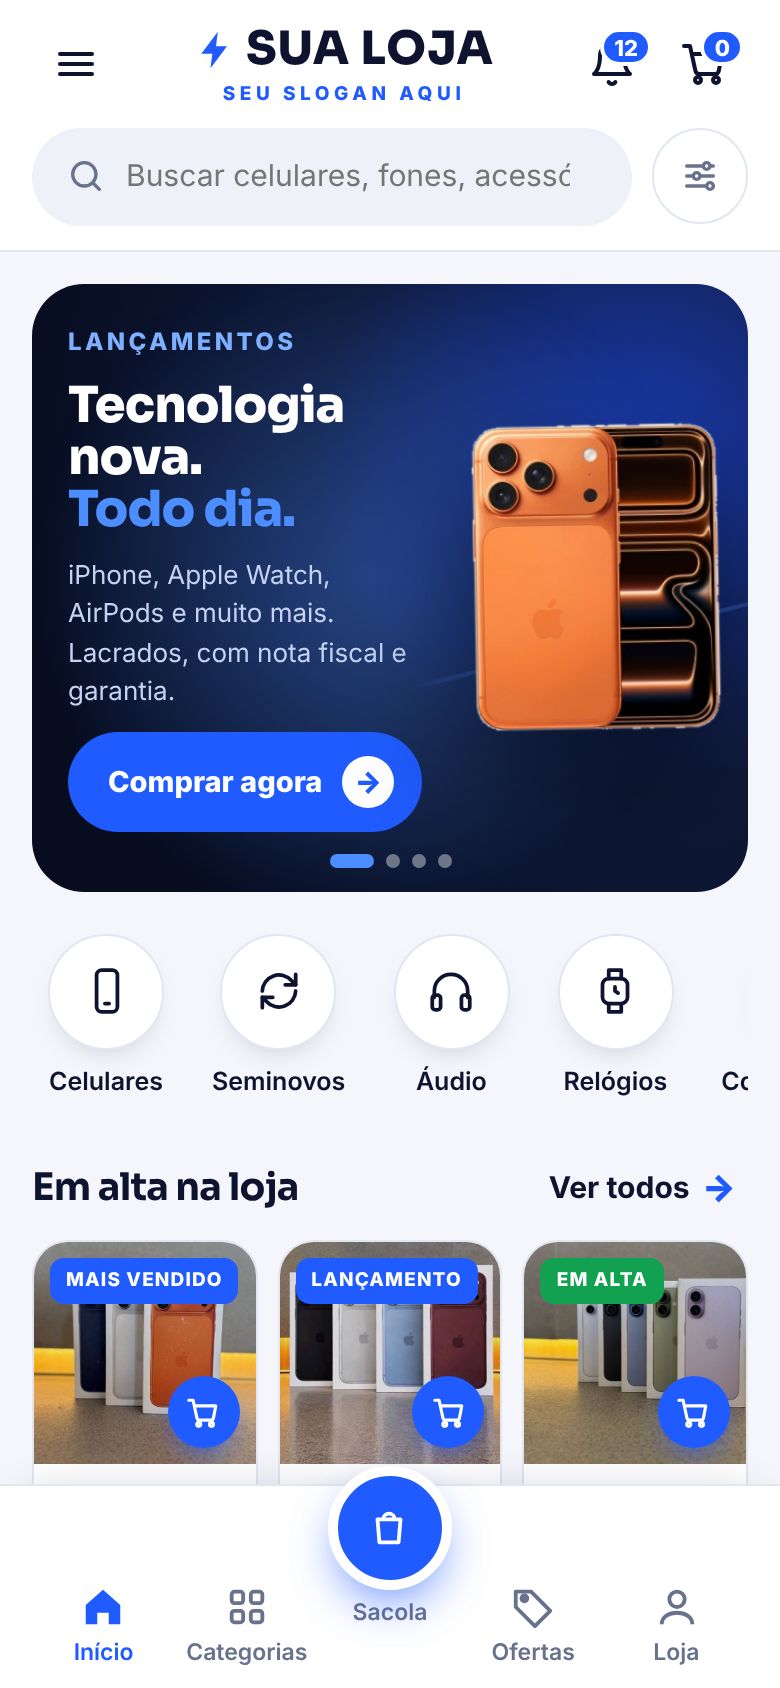 SUA LOJA
SEU SLOGAN AQUI
12
0
Buscar celulares, fones, acessó
LANÇAMENTOS
Tecnologia
nova.
Todo dia.
iPhone, Apple Watch,
AirPods e muito mais.
Lacrados, com nota fiscal e
garantia.
Comprar agora
Celulares
Seminovos
Áudio
Relógios
Co
Em alta na loja
Ver todos
MAIS VENDIDO
LANÇAMENTO
EM ALTA
Início
Categorias
Sacola
Ofertas
Loja